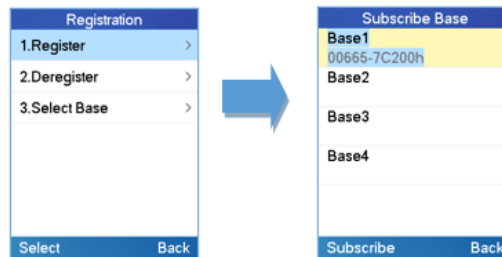 Registration
1.Register
2.Deregister
3.Select Base
Select Back
Subscribe Base
Base1
00665-7C200h
Base2
Base3
Base4
Subscribe Back